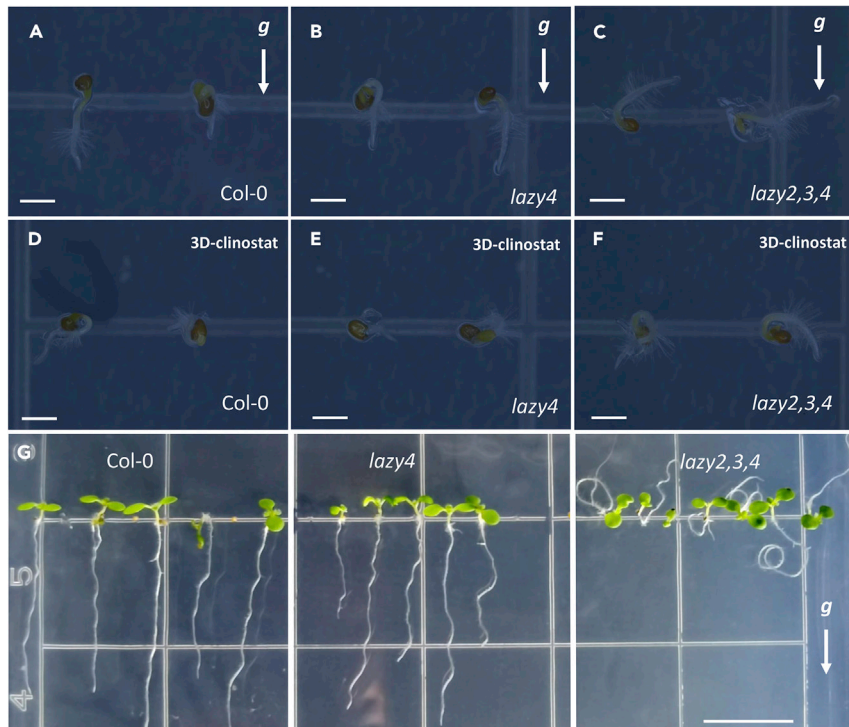 A
g
Col-0
B
g
lazy4
C
g
lazy2,3,4
D
3D-clinostat
Col-0
E
3D-clinostat
lazy4
F
3D-clinostat
lazy2,3,4
G
Col-0
lazy4
lazy2,3,4
5
4
g